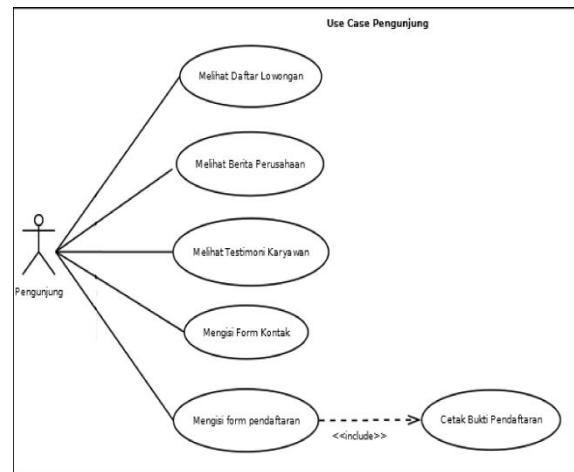 Use Case Pengunjung
Melihat Daftar Lowongan
Melihat Berita Perusahaan
Melihat Testimoni Karyawan
Pengunjung
Mengisi Form Kontak
Mengisi form pendaftaran
Cetak Bukti Pendaftaran
<<include>>